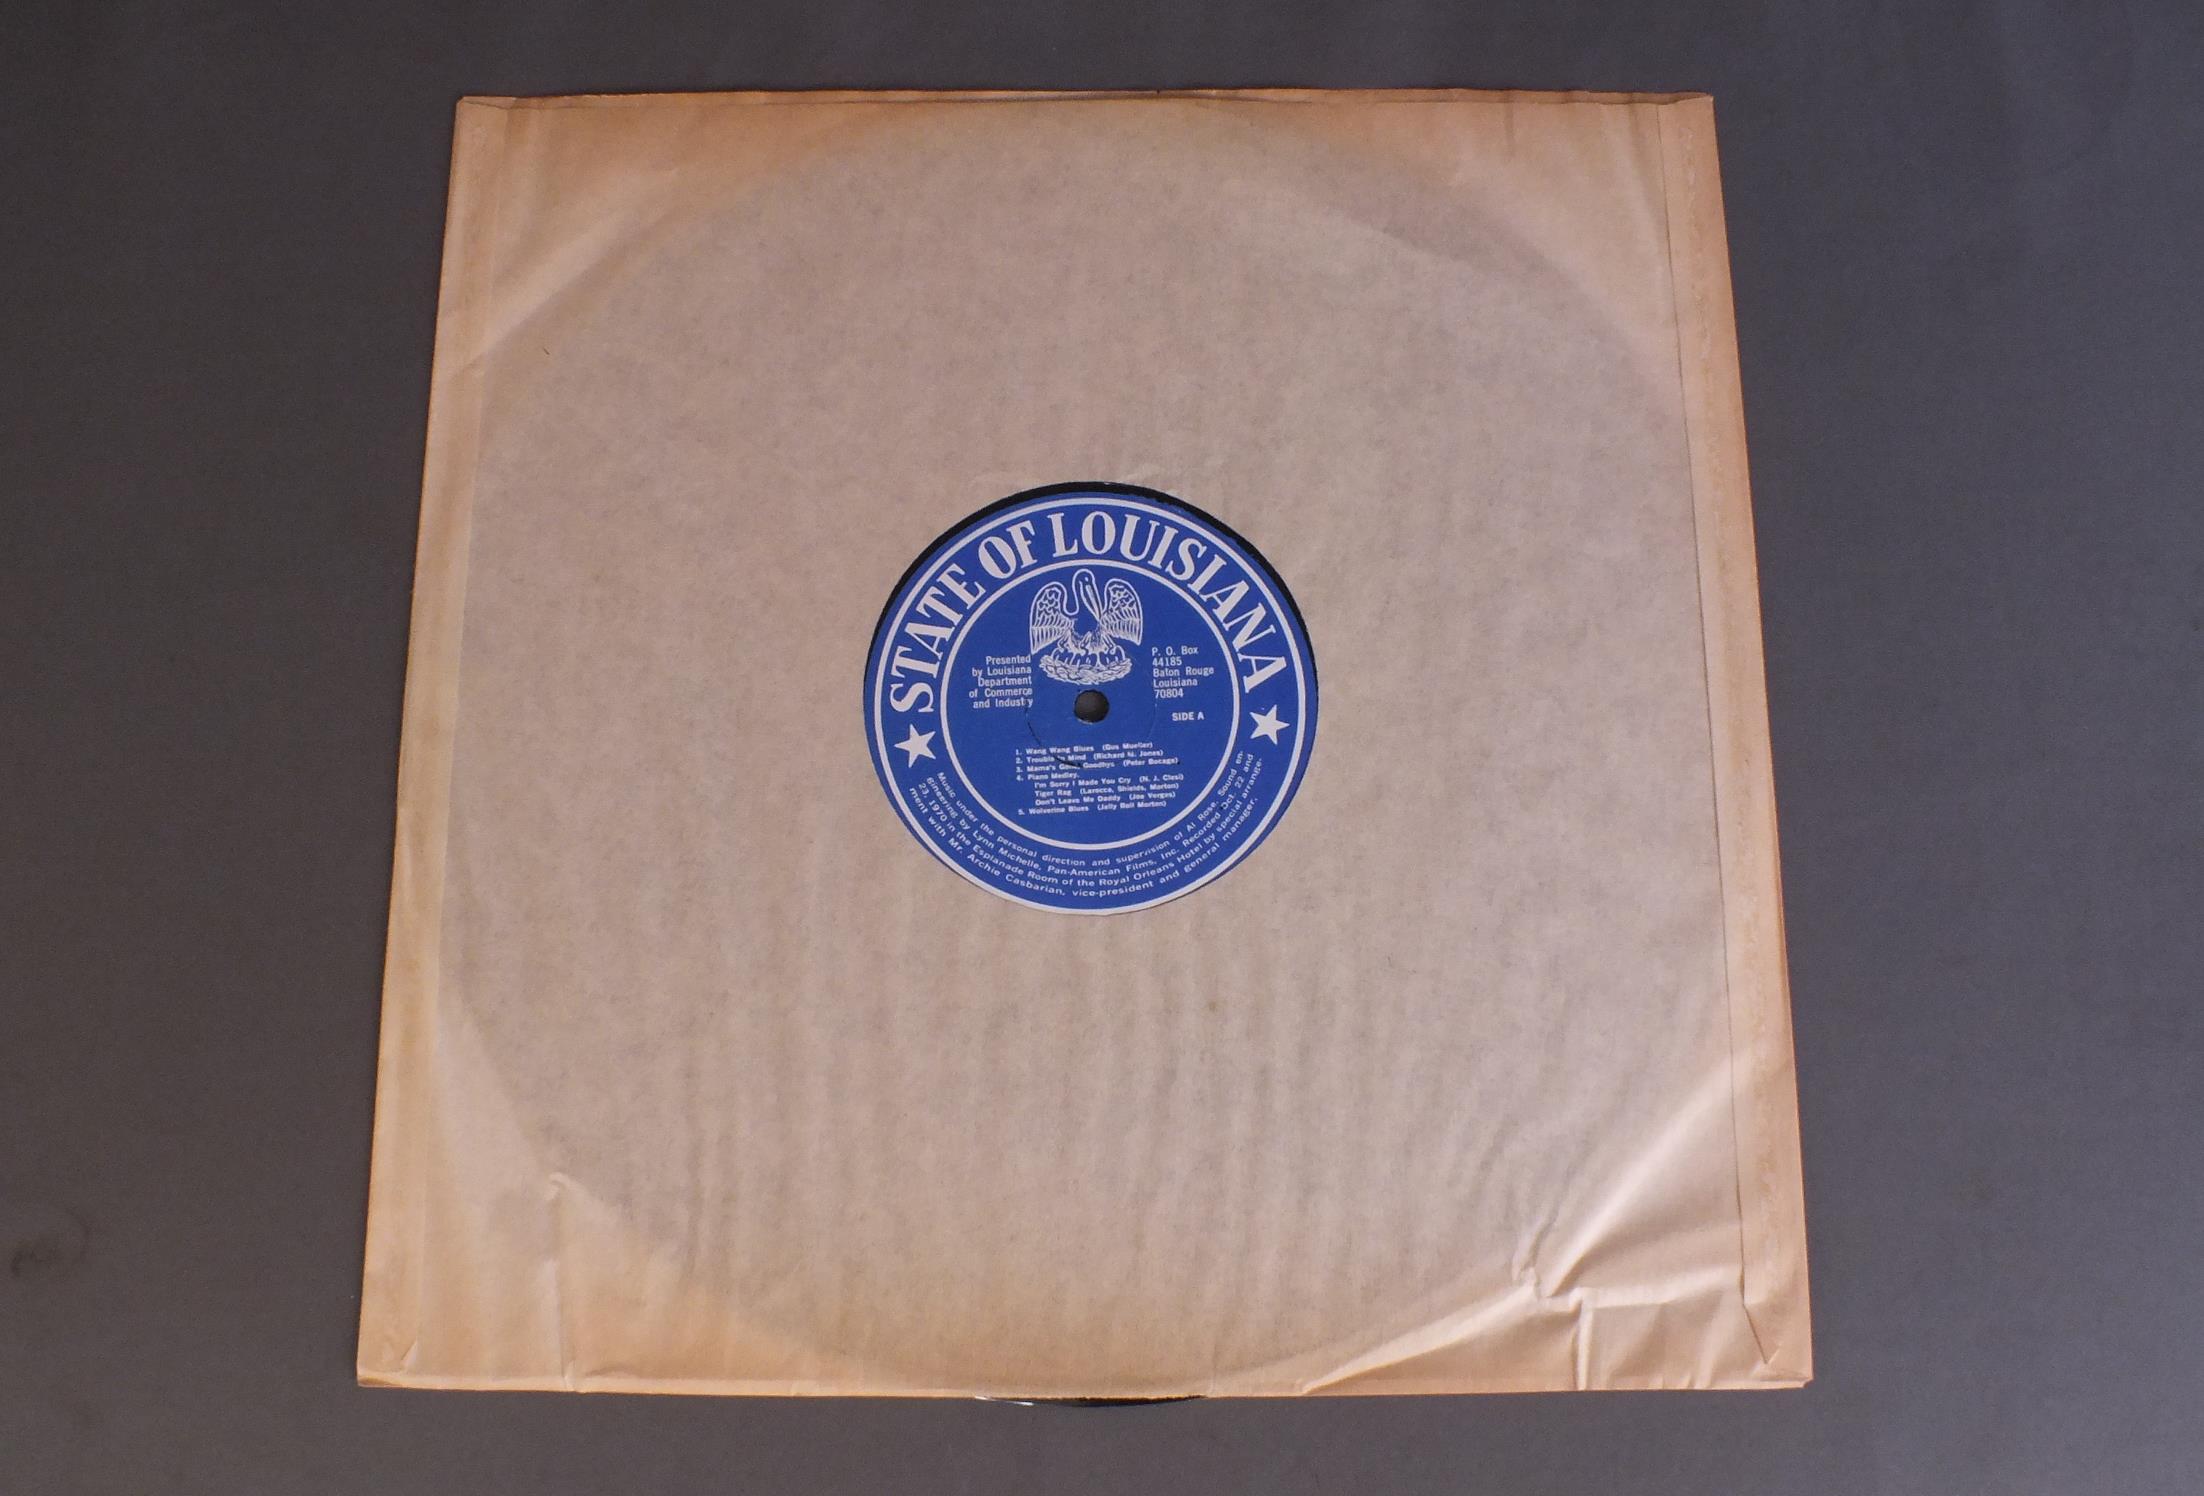 STATE OF LOUISIANA
Presented
by Louisiana
Department
of Commerce
and Industry
P. O. Box
44185
Baton Rouge
Louisiana
70804
SIDE A
1. Wang Wang Blues (Gus Mueller)
2. Trouble in Mind (Richard M. Jones)
3. Mama's Gone, Goodbye (Peter Bocage)
4. Piano Medley.
I'm Sorry I Made You Cry (N. J. Clesi)
Tiger Rag (Larocca, Shields, Morton)
Don't Leave Me Daddy (Joe Verges)
5. Wolverine Blues (Jelly Roll Morton)
Music under the personal direction and supervision of Al Rose. Sound en-
gineering by Lynn Michelle, Pan-American Films, Inc. Recorded Oct. 22 and
23, 1970 in the Esplanade Room of the Royal Orleans Hotel by special arrange-
ment with Mr. Archie Casbarian, vice-president and general manager.